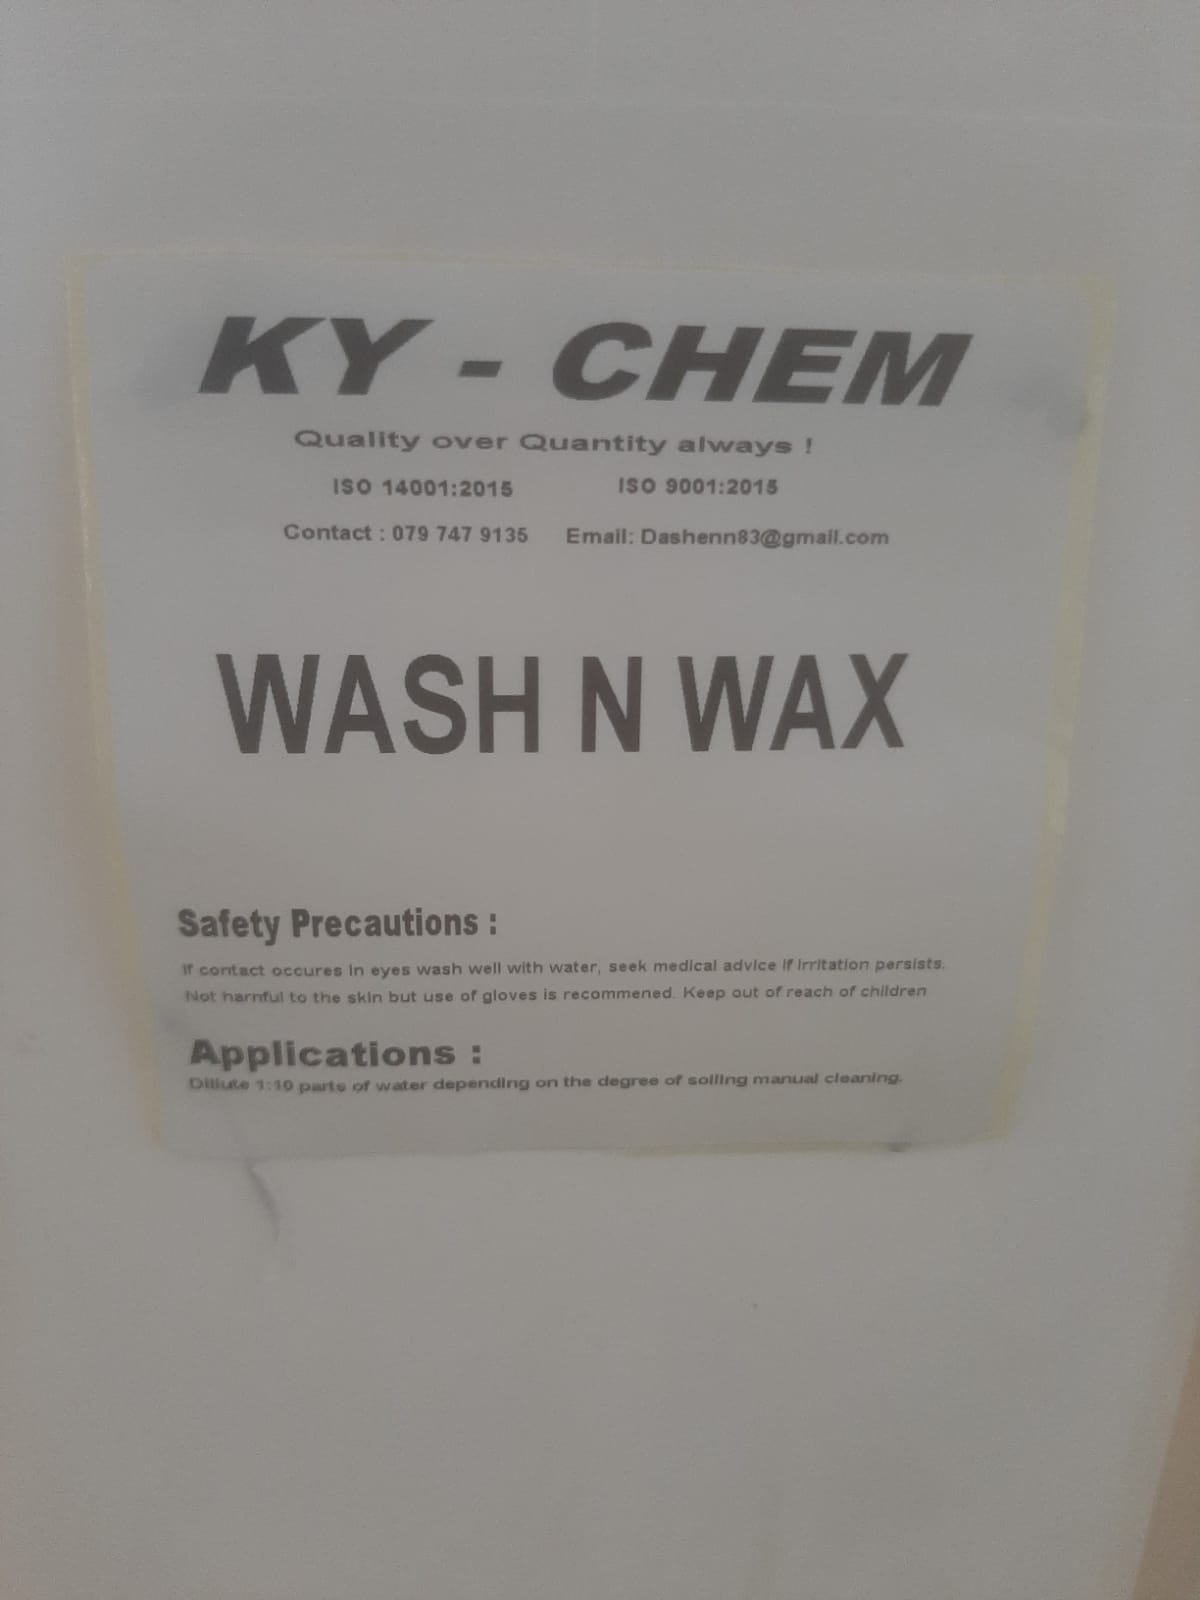 KY - CHEM
Quality over Quantity always !
ISO 14001:2015 ISO 9001:2015
Contact : 079 747 9135 Email: Dashenn83@gmail.com
WASH N WAX
Safety Precautions :
If contact occures in eyes wash well with water, seek medical advice if irritation persists.
Not harnful to the skin but use of gloves is recommened. Keep out of reach of children
Applications :
Dillute 1:10 parts of water depending on the degree of soiling manual cleaning.